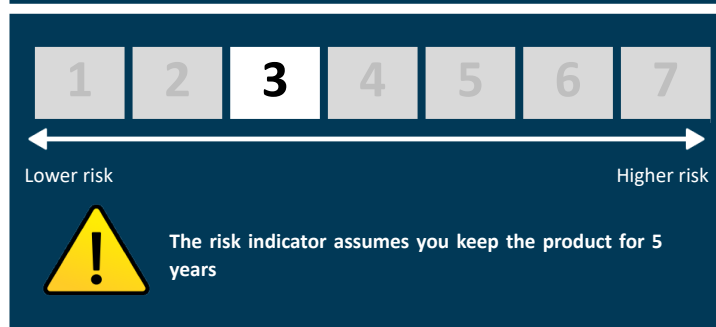 1 2 3 4 5 6 7
Lower risk Higher risk
The risk indicator assumes you keep the product for 5
years